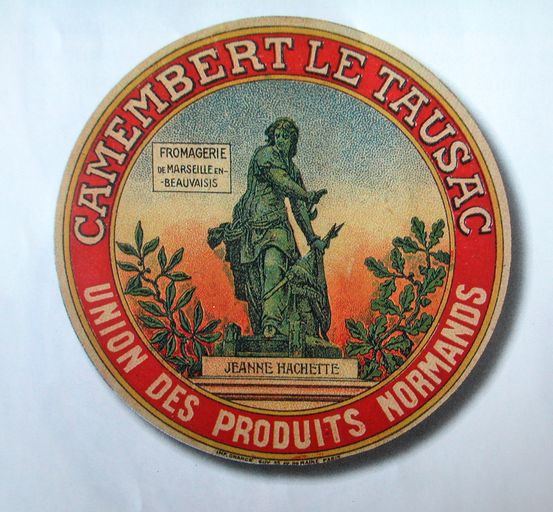 CAMEMBERT LE TAUSAC
FROMAGERIE
DE MARSEILLE EN-
-BEAUVAISIS
JEANNE HACHETTE
UNION DES PRODUITS NORMANDS